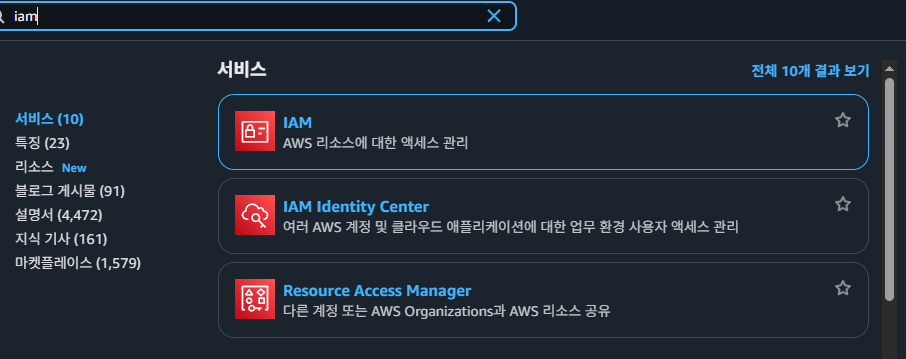 iam
서비스
전체 10개 결과 보기
서비스 (10)
특징 (23)
리소스 New
블로그 게시물 (91)
설명서 (4,472)
지식 기사 (161)
마켓플레이스 (1,579)
IAM
AWS 리소스에 대한 액세스 관리
IAM Identity Center
여러 AWS 계정 및 클라우드 애플리케이션에 대한 업무 환경 사용자 액세스 관리
Resource Access Manager
다른 계정 또는 AWS Organizations과 AWS 리소스 공유